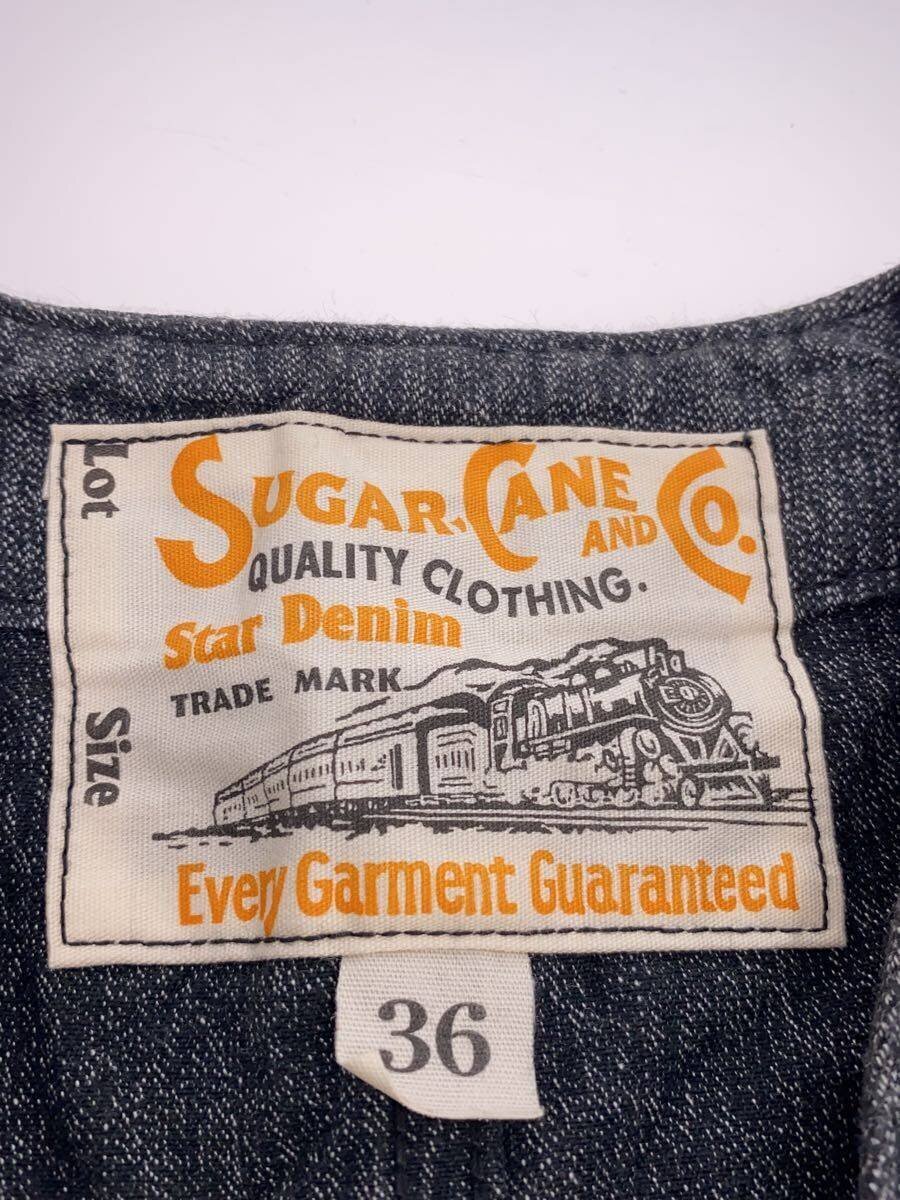 Lot
Size
SUGAR CANE AND CO.
QUALITY CLOTHING.
Star Denim
TRADE MARK
Every Garment Guaranteed
36